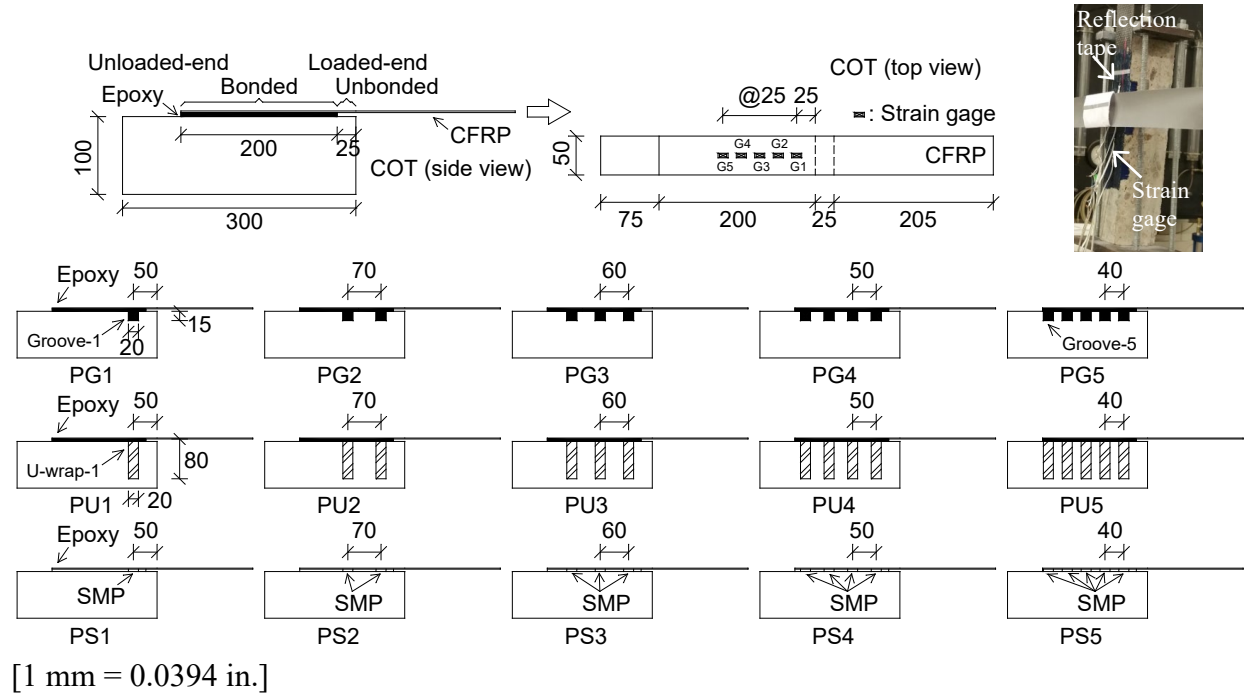 Unloaded-end
Loaded-end
Epoxy
Bonded
Unbonded
CFRP
100
200
25
COT (side view)
300
COT (top view)
@25
25
: Strain gage
50
G4
G2
G5
G3
G1
CFRP
75
200
25
205
Reflection
tape
Strain
gage
Epoxy
50
15
Groove-1
20
PG1
70
PG2
60
PG3
50
PG4
40
Groove-5
PG5
Epoxy
50
U-wrap-1
80
PU1
20
70
PU2
60
PU3
50
PU4
40
PU5
Epoxy
50
SMP
PS1
70
SMP
PS2
60
SMP
PS3
50
SMP
PS4
40
SMP
PS5
[1 mm = 0.0394 in.]